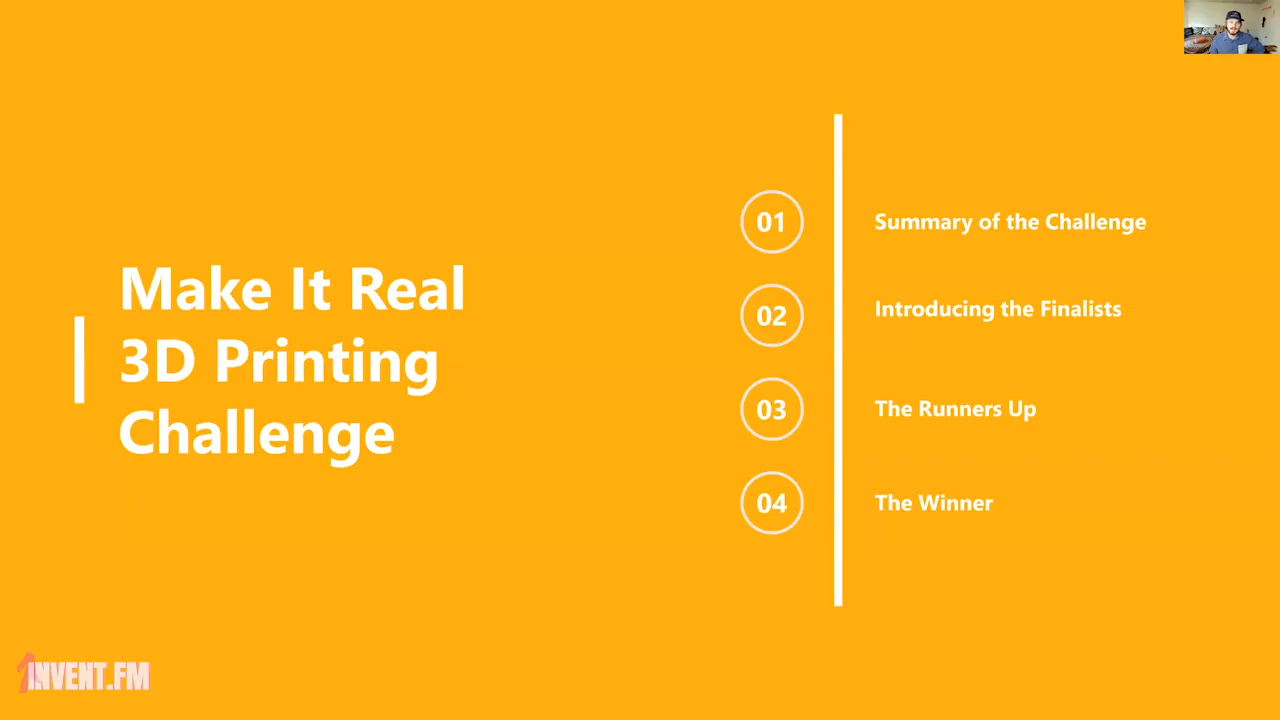 Make It Real
3D Printing
Challenge
01
Summary of the Challenge
02
Introducing the Finalists
03
The Runners Up
04
The Winner
1INVENT.FM